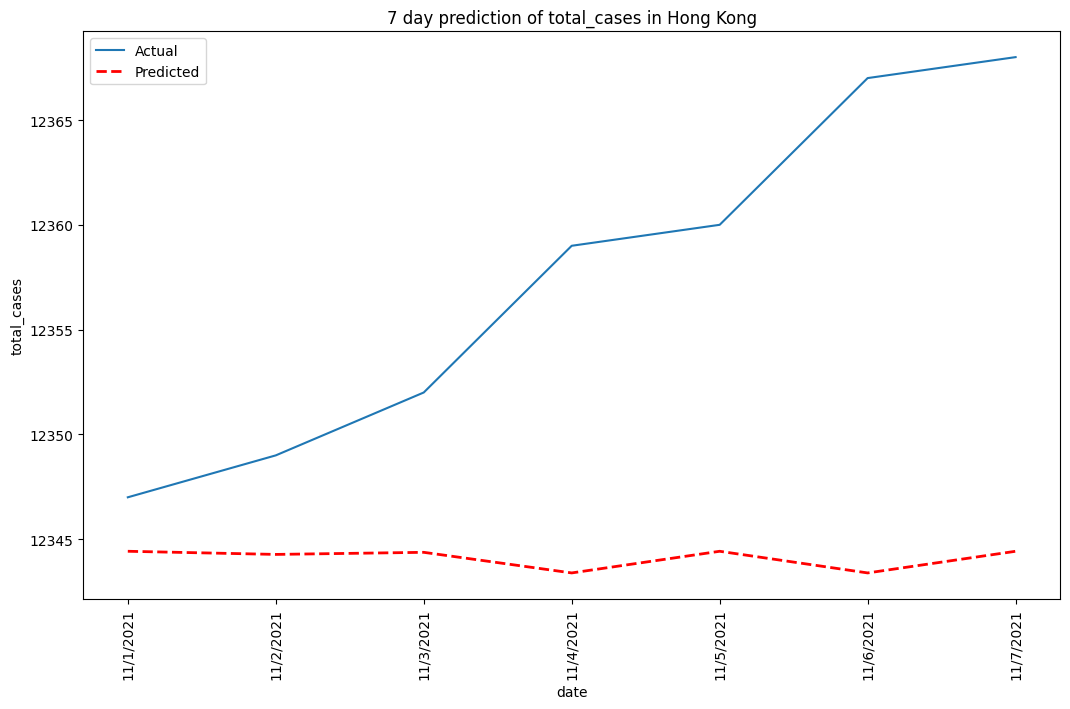 7 day prediction of total_cases in Hong Kong
Actual
Predicted
total_cases
12365
12360
12355
12350
12345
11/1/2021
11/2/2021
11/3/2021
11/4/2021
11/5/2021
11/6/2021
11/7/2021
date